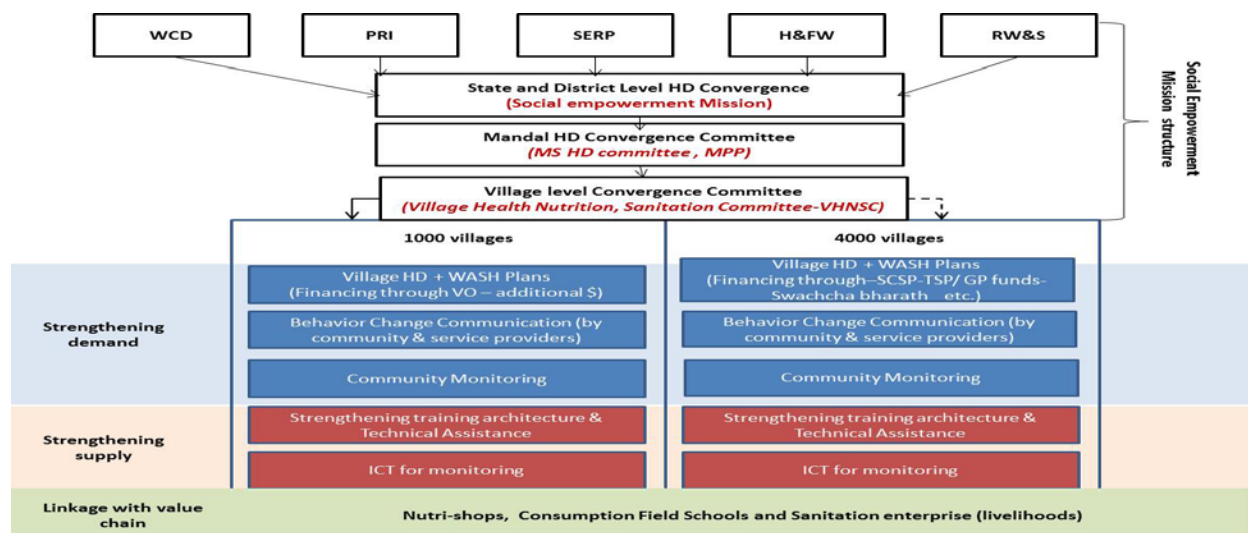 WCD
PRI
SERP
H&FW
RW&S
State and District Level HD Convergence
(Social empowerment Mission)
Mandal HD Convergence Committee
(MS HD committee , MPP)
Village level Convergence Committee
(Village Health Nutrition, Sanitation Committee-VHNSC)
Social Empowerment
Mission structure
1000 villages
4000 villages
Strengthening
demand
Village HD + WASH Plans
(Financing through VO – additional $)
Village HD + WASH Plans
(Financing through–SCSP-TSP/ GP funds-
Swachcha bharath etc.)
Behavior Change Communication (by
community & service providers)
Behavior Change Communication (by
community & service providers)
Community Monitoring
Community Monitoring
Strengthening
supply
Strengthening training architecture &
Technical Assistance
Strengthening training architecture &
Technical Assistance
ICT for monitoring
ICT for monitoring
Linkage with value
chain
Nutri-shops, Consumption Field Schools and Sanitation enterprise (livelihoods)